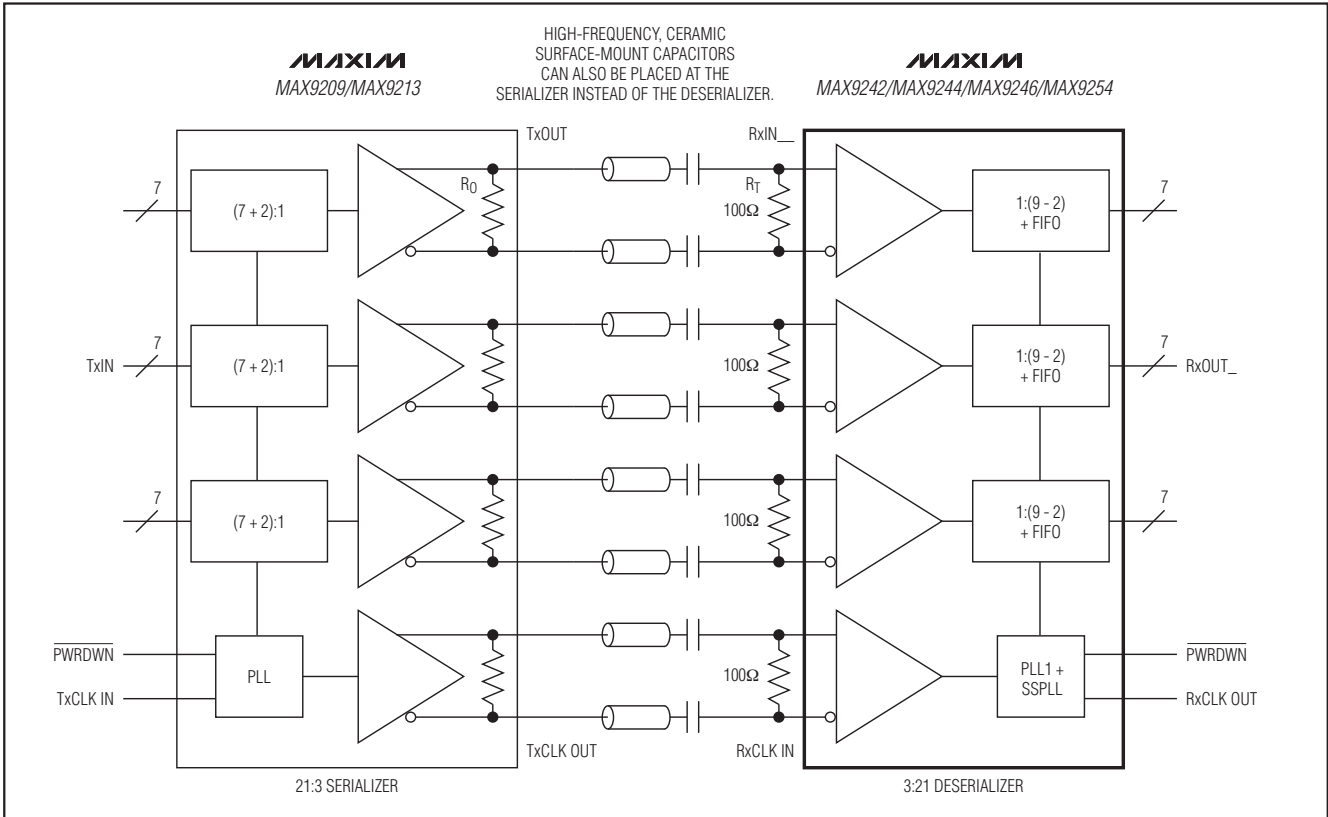 HIGH-FREQUENCY, CERAMIC
SURFACE-MOUNT CAPACITORS
CAN ALSO BE PLACED AT THE
SERIALIZER INSTEAD OF THE DESERIALIZER.
MAXIM
MAX9209/MAX9213
MAXIM
MAX9242/MAX9244/MAX9246/MAX9254
TxOUT
RxIN__
7
(7 + 2):1
RO
RT
100Ω
1:(9 - 2)
+ FIFO
7
TxIN
7
(7 + 2):1
100Ω
1:(9 - 2)
+ FIFO
7
RxOUT_
7
(7 + 2):1
100Ω
1:(9 - 2)
+ FIFO
7
PWRDWN
TxCLK IN
PLL
100Ω
PLL1 +
SSPLL
PWRDWN
RxCLK OUT
TxCLK OUT
RxCLK IN
21:3 SERIALIZER
3:21 DESERIALIZER